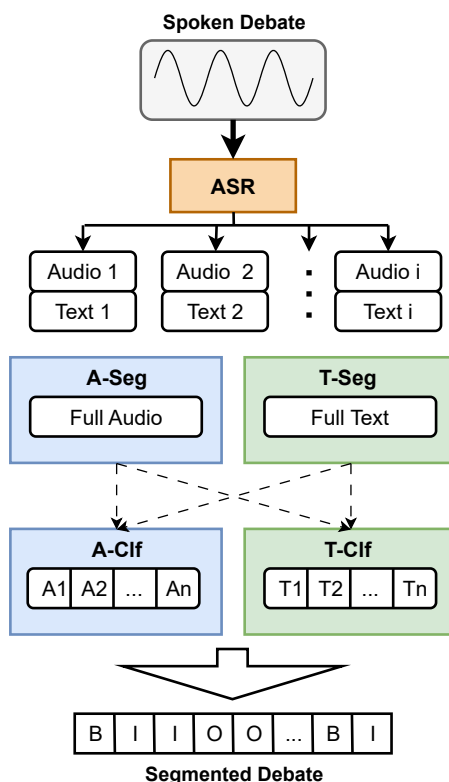 Spoken Debate
ASR
Audio 1 Audio 2 Audio i
Text 1 Text 2 Text i
A-Seg T-Seg
Full Audio Full Text
A-Clf T-Clf
A1 A2 ... An T1 T2 ... Tn
B I I O O ... B I
Segmented Debate